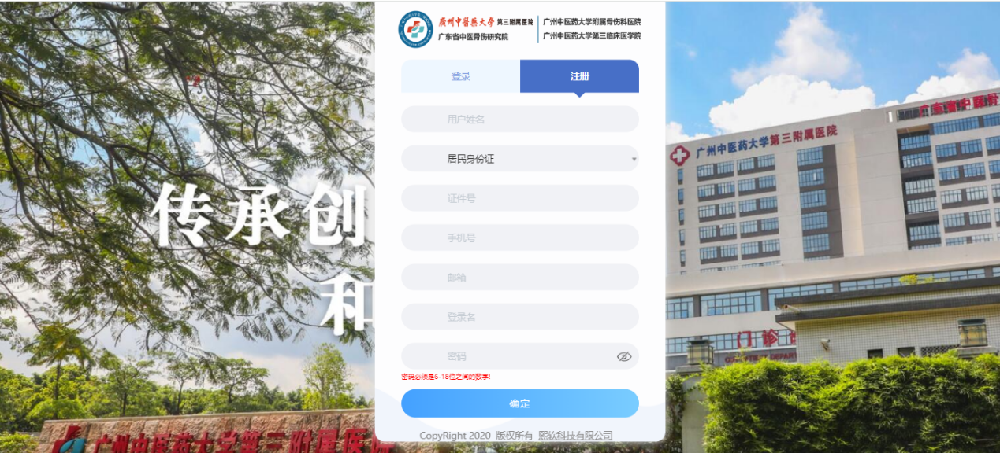 廣州中醫藥大學 第三附属医院
广东省中医骨伤研究院
广州中医药大学附属骨伤科医院
广州中医药大学第三临床医学院
登录
注册
用户姓名
居民身份证
证件号
手机号
邮箱
登录名
密码
密码必须是6-18位之间的数字!
确定
CopyRight 2020 版权所有 熙软科技有限公司
传承创
和
广州中医药大学第三附属医院
广东省中医骨
广州中医药大学第三附属医院
门诊